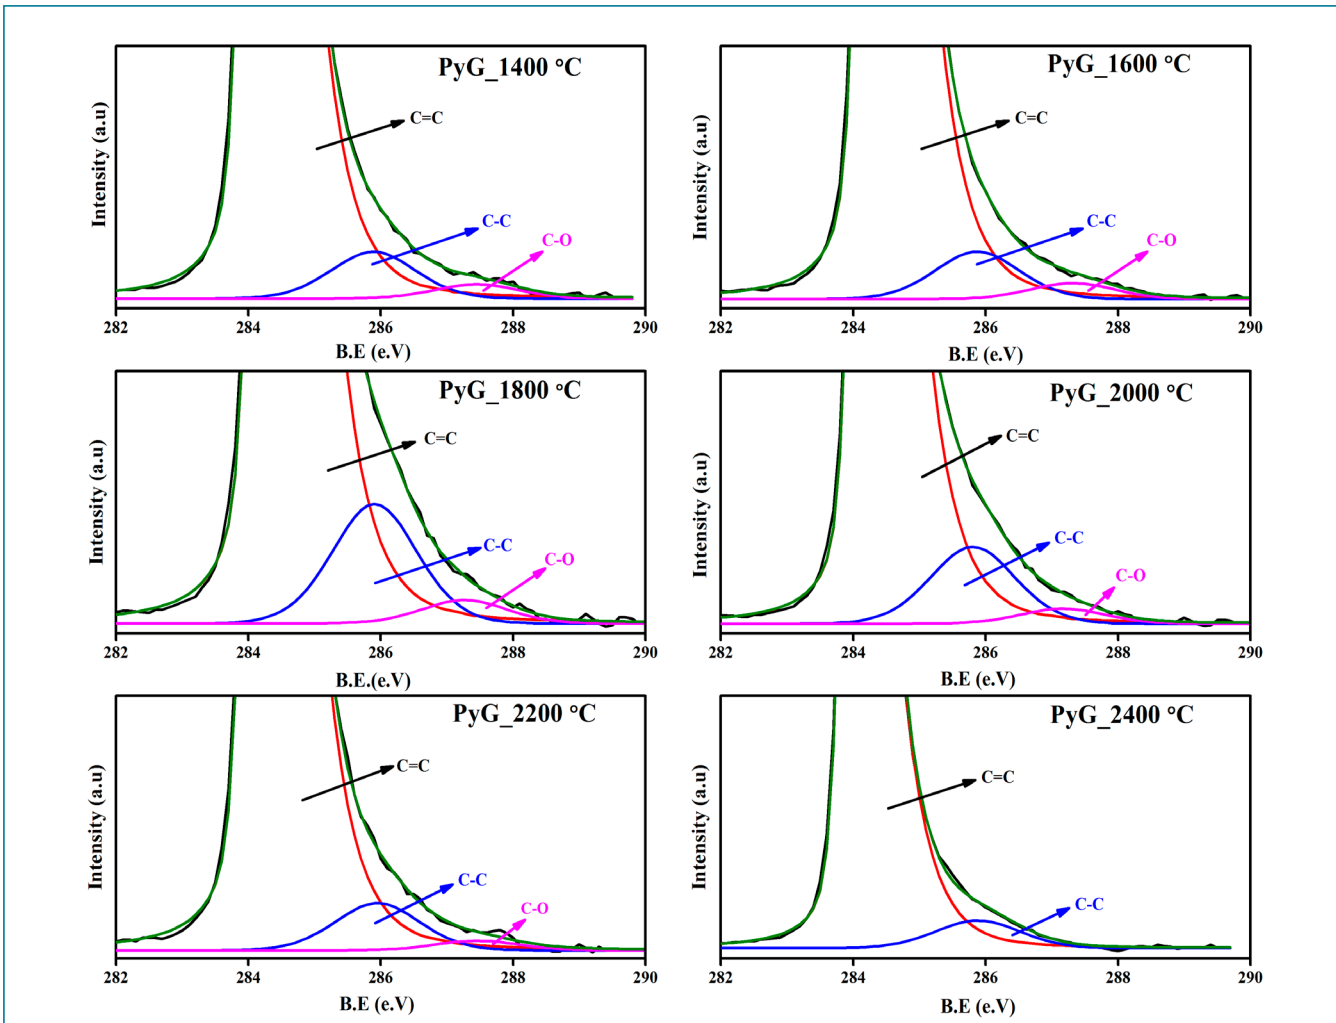 PyG_1400 °C
C=C
C-C
C-O
Intensity (a.u)
282 284 286 288 290
B.E (e.V)
PyG_1600 °C
C=C
C-C
C-O
Intensity (a.u)
282 284 286 288 290
B.E (e.V)
PyG_1800 °C
C=C
C-C
C-O
Intensity (a.u)
282 284 286 288 290
B.E.(e.V)
PyG_2000 °C
C=C
C-C
C-O
Intensity (a.u)
282 284 286 288 290
B.E (e.V)
PyG_2200 °C
C=C
C-C
C-O
Intensity (a.u)
282 284 286 288 290
B.E (e.V)
PyG_2400 °C
C=C
C-C
Intensity (a.u)
282 284 286 288 290
B.E (e.V)